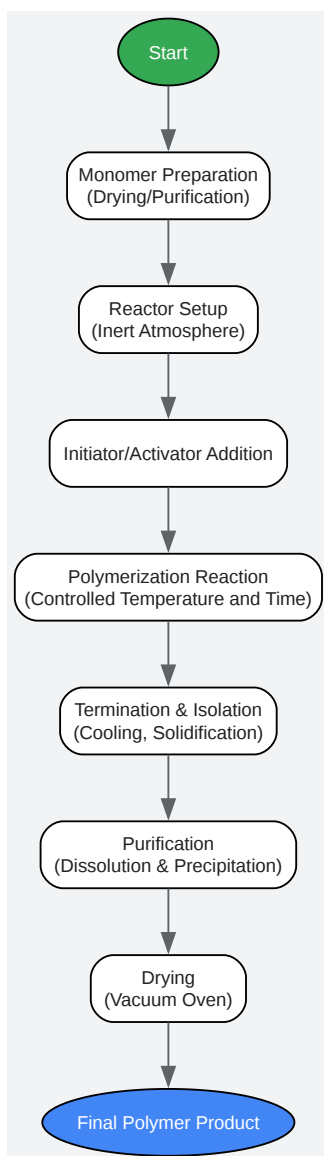 Start
Monomer Preparation
(Drying/Purification)
Reactor Setup
(Inert Atmosphere)
Initiator/Activator Addition
Polymerization Reaction
(Controlled Temperature and Time)
Termination & Isolation
(Cooling, Solidification)
Purification
(Dissolution & Precipitation)
Drying
(Vacuum Oven)
Final Polymer Product